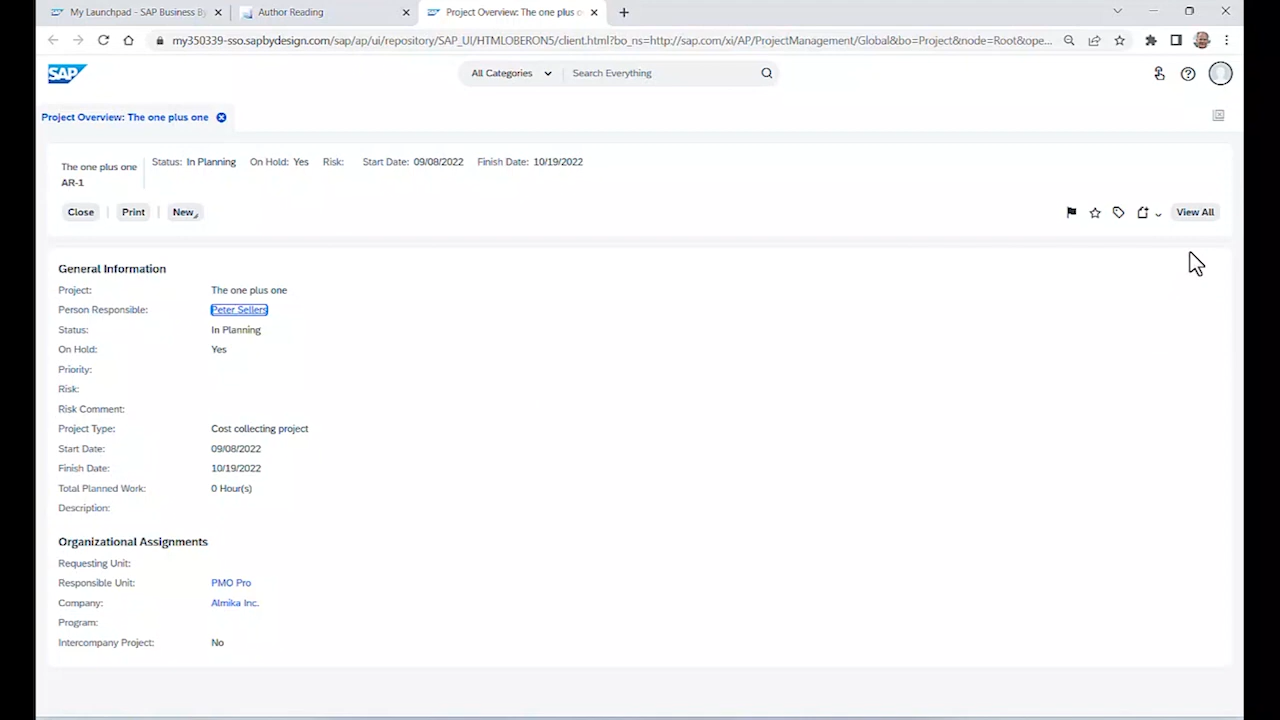 My Launchpad - SAP Business By
Author Reading
Project Overview: The one plus o
my350339-sso.sapbydesign.com/sap/ap/ui/repository/SAP_UI/HTMLOBERON5/client.html?bo_ns=http://sap.com/xi/AP/ProjectManagement/Global&bo=Project&node=Root&ope...
SAP
All Categories
Search Everything
Project Overview: The one plus one
The one plus one
AR-1
Status: In Planning On Hold: Yes Risk: Start Date: 09/08/2022 Finish Date: 10/19/2022
Close Print New
View All
General Information
Project: The one plus one
Person Responsible: Peter Sellers
Status: In Planning
On Hold: Yes
Priority:
Risk:
Risk Comment:
Project Type: Cost collecting project
Start Date: 09/08/2022
Finish Date: 10/19/2022
Total Planned Work: 0 Hour(s)
Description:
Organizational Assignments
Requesting Unit:
Responsible Unit: PMO Pro
Company: Almika Inc.
Program:
Intercompany Project: No